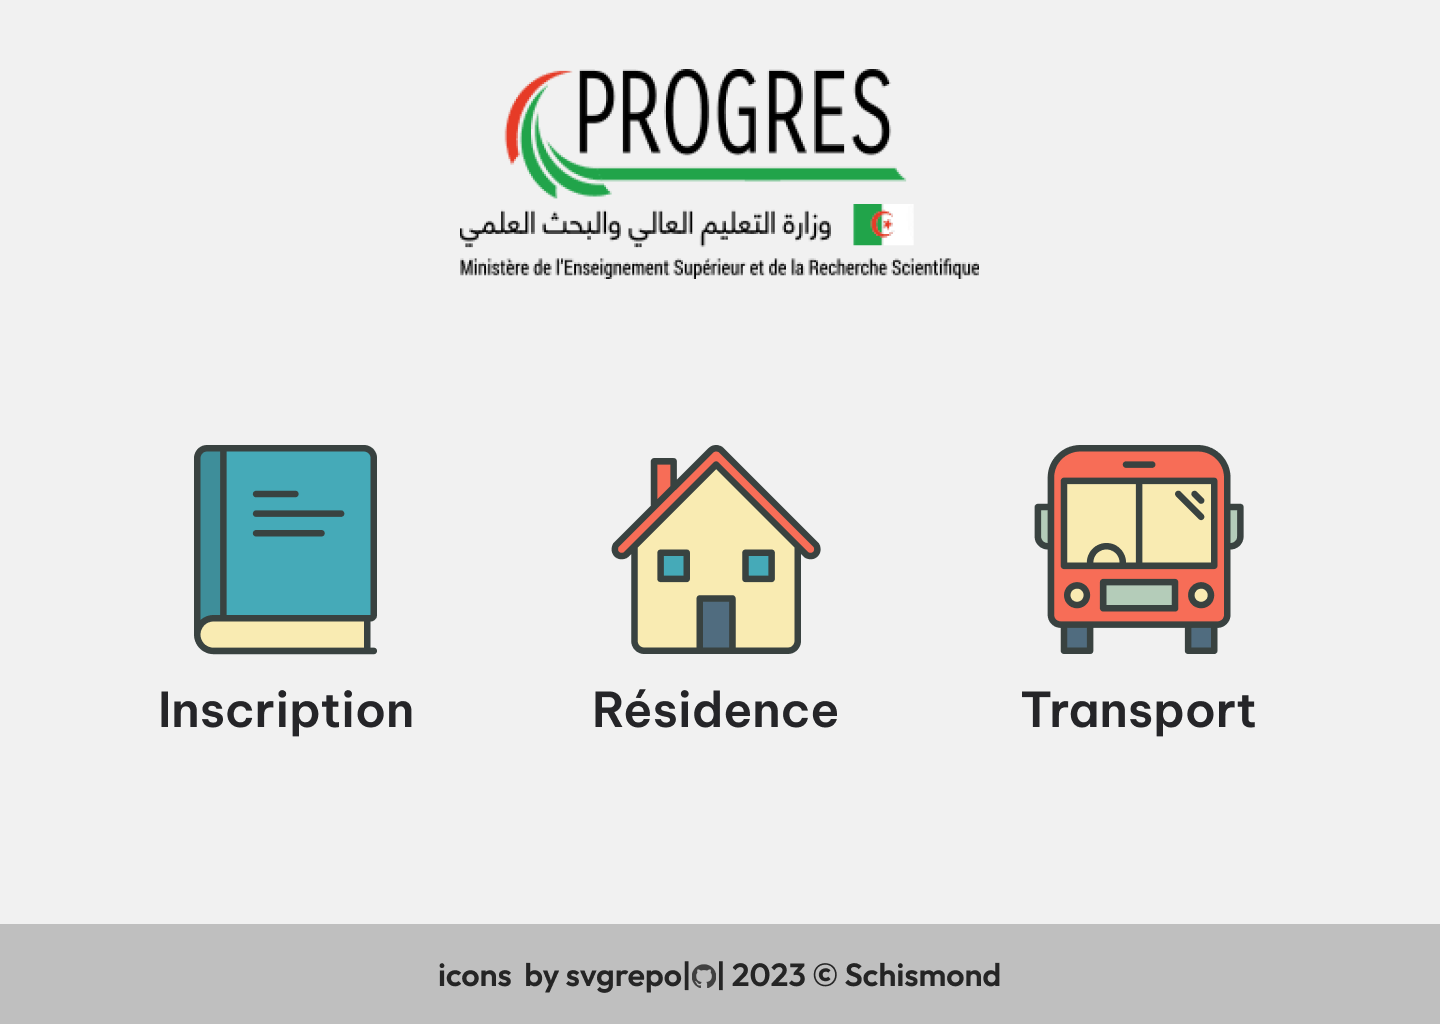 PROGRES
وزارة التعليم العالي والبحث العلمي
Ministère de l'Enseignement Supérieur et de la Recherche Scientifique
Inscription
Résidence
Transport
icons by svgrepo|| 2023 © Schismond